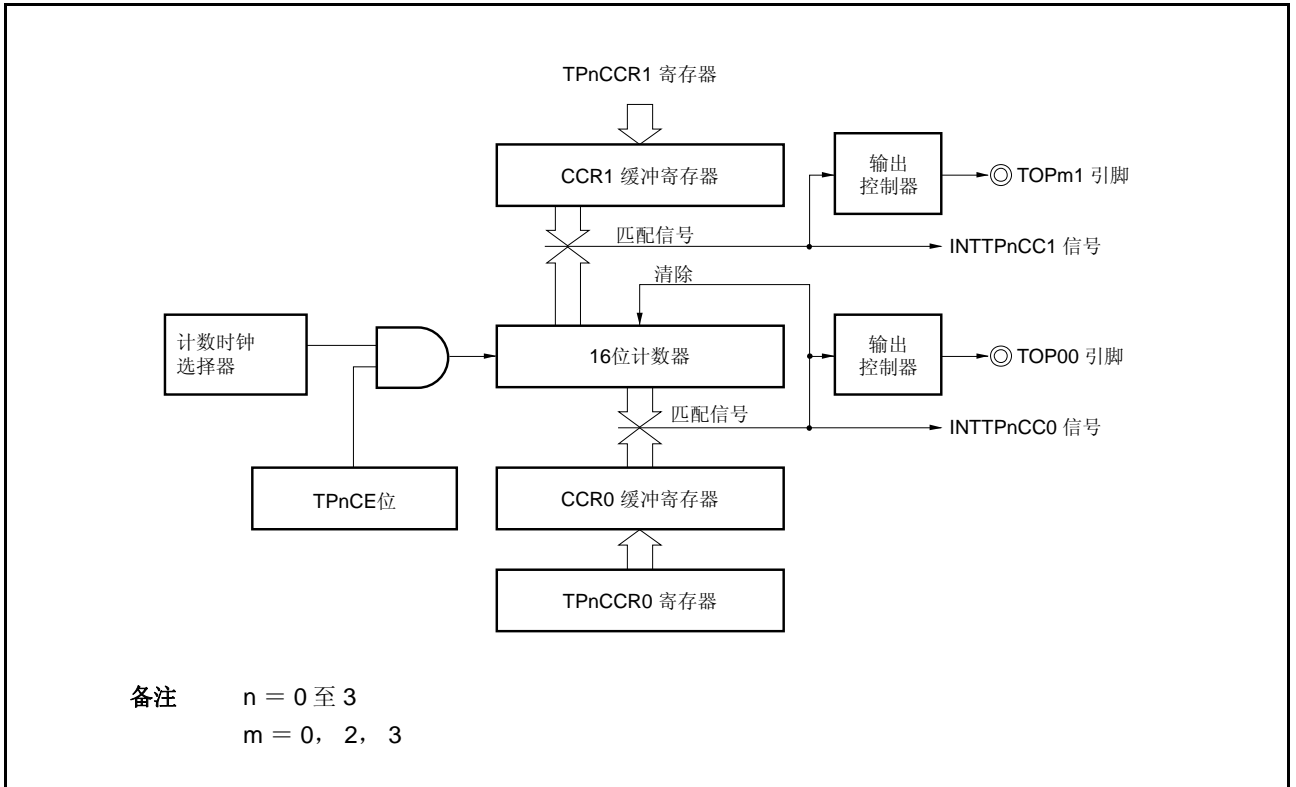 TPnCCR1 寄存器
CCR1 缓冲寄存器
输出
控制器
TOPm1 引脚
匹配信号
INTTPnCC1 信号
清除
计数时钟
选择器
16位计数器
输出
控制器
TOP00 引脚
匹配信号
INTTPnCC0 信号
TPnCE位
CCR0 缓冲寄存器
TPnCCR0 寄存器
备注 n = 0 至 3
m = 0, 2, 3